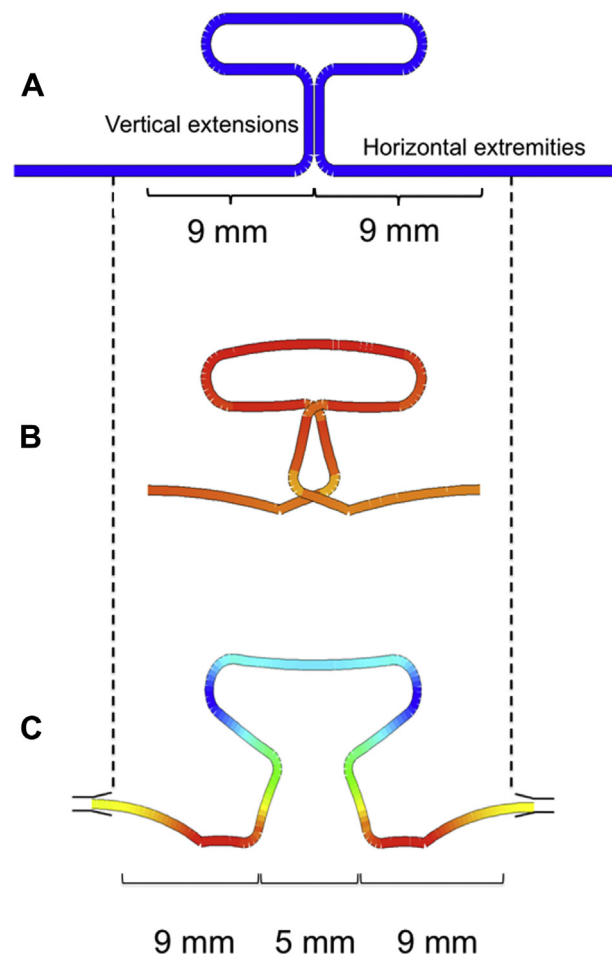 A
Vertical extensions
Horizontal extremities
9 mm 9 mm
B
C
9 mm 5 mm 9 mm